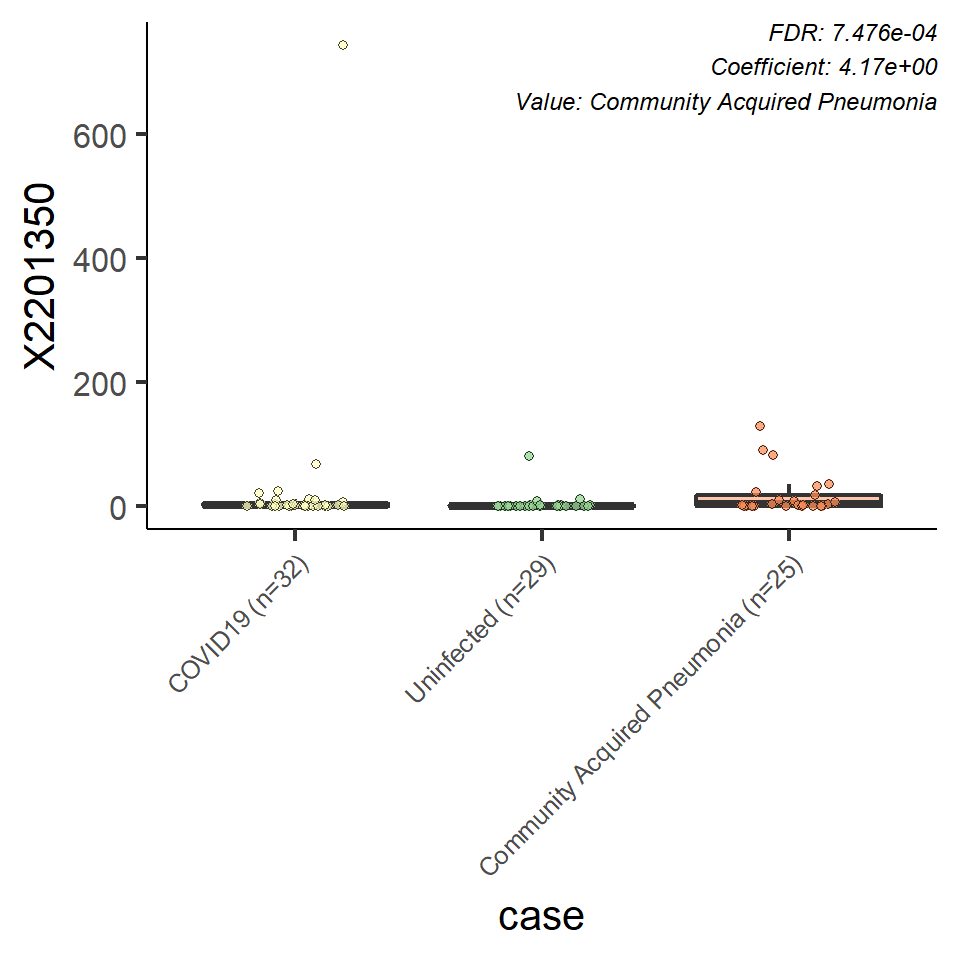 FDR: 7.476e-04
Coefficient: 4.17e+00
Value: Community Acquired Pneumonia
X2201350
600
400
200
0
COVID19 (n=32)
Uninfected (n=29)
Community Acquired Pneumonia (n=25)
case